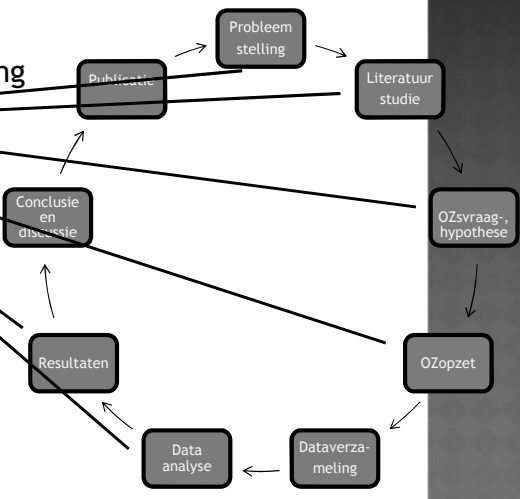 Probleem
stelling
ng
Publicatie
Literatuur
studie
Conclusie
en
discussie
OZsvraag-,
hypothese
Resultaten
OZopzet
Data
analyse
Dataverza-
meling